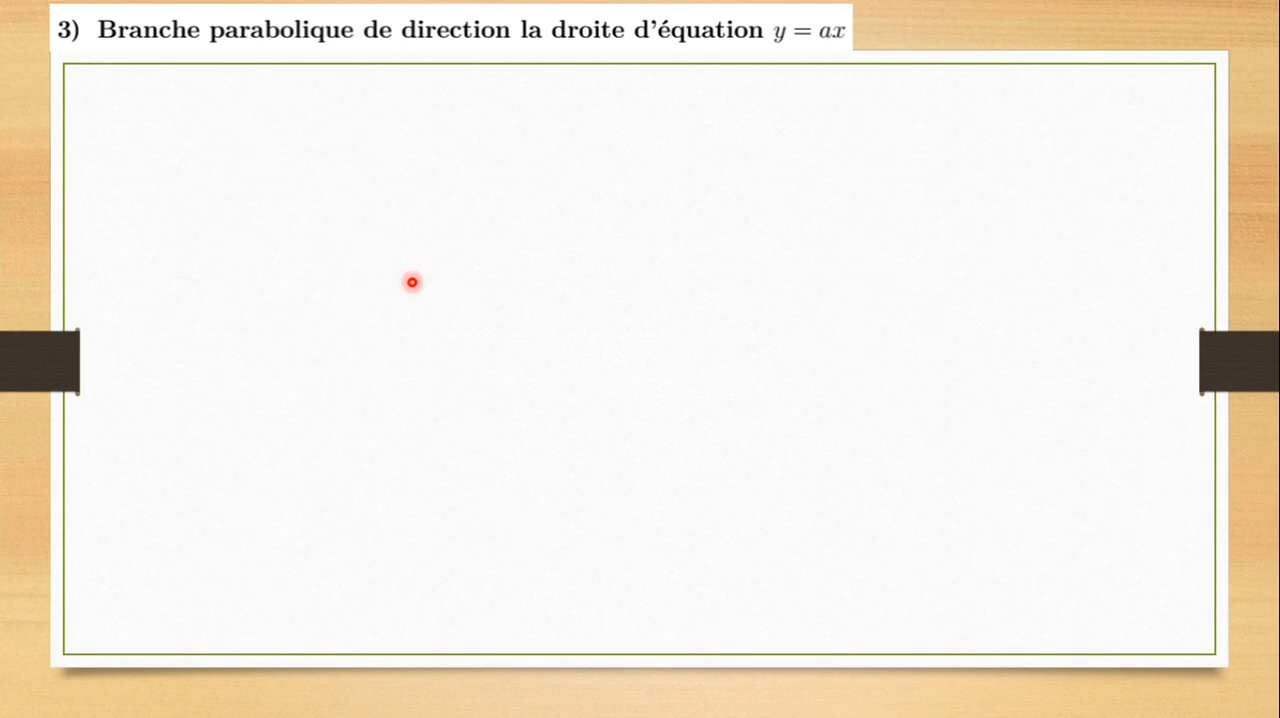 3) Branche parabolique de direction la droite d'équation y = ax